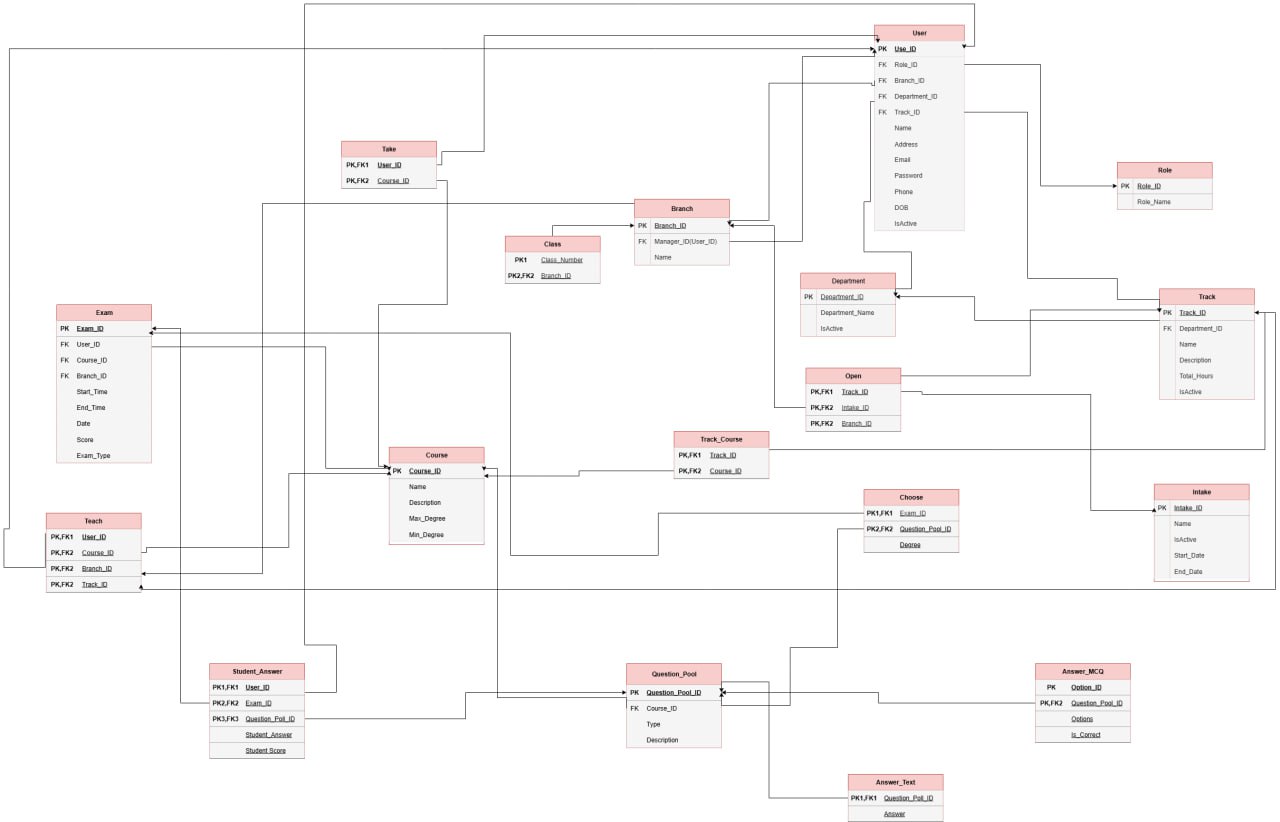 User
PK Use_ID
FK Role_ID
FK Branch_ID
FK Department_ID
FK Track_ID
Name
Address
Email
Password
Phone
DOB
IsActive
Take
PK,FK1 User_ID
PK,FK2 Course_ID
Role
PK Role_ID
Role_Name
Branch
PK Branch_ID
FK Manager_ID(User_ID)
Name
Class
PK1 Class_Number
PK2,FK2 Branch_ID
Department
PK Department_ID
Department_Name
IsActive
Track
PK Track_ID
FK Department_ID
Name
Description
Total_Hours
IsActive
Exam
PK Exam_ID
FK User_ID
FK Course_ID
FK Branch_ID
Start_Time
End_Time
Date
Score
Exam_Type
Open
PK,FK1 Track_ID
PK,FK2 Intake_ID
PK,FK2 Branch_ID
Track_Course
PK,FK1 Track_ID
PK,FK2 Course_ID
Course
PK Course_ID
Name
Description
Max_Degree
Min_Degree
Choose
PK1,FK1 Exam_ID
PK2,FK2 Question_Pool_ID
Degree
Intake
PK Intake_ID
Name
IsActive
Start_Date
End_Date
Teach
PK,FK1 User_ID
PK,FK2 Course_ID
PK,FK2 Branch_ID
PK,FK2 Track_ID
Student_Answer
PK1,FK1 User_ID
PK2,FK2 Exam_ID
PK3,FK3 Question_Poll_ID
Student_Answer
Student Score
Question_Pool
PK Question_Pool_ID
FK Course_ID
Type
Description
Answer_MCQ
PK Option_ID
PK,FK2 Question_Pool_ID
Options
Is_Correct
Answer_Text
PK1,FK1 Question_Poll_ID
Answer